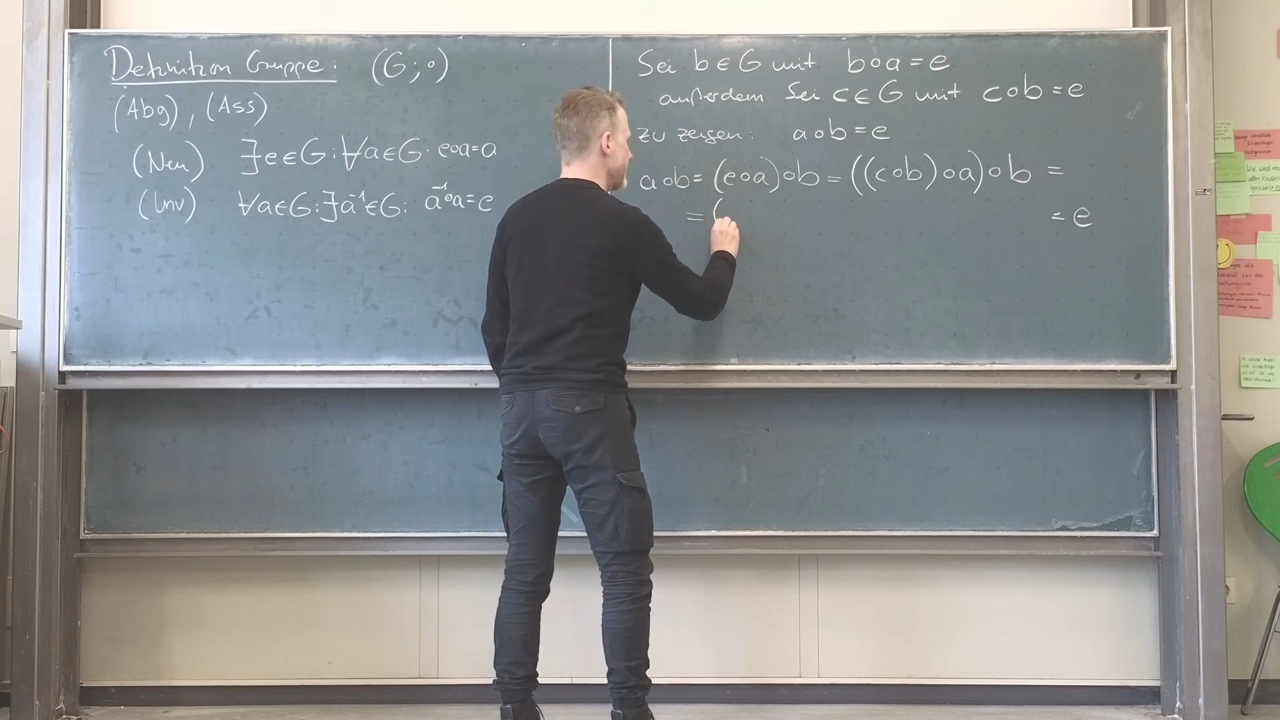 Definition Gruppe: (G;∘)
(Abg), (Ass)
(Neu) ∃e∈G:∀a∈G: e∘a=a
(Inv) ∀a∈G:∃a⁻¹∈G: a⁻¹∘a=e
Sei b∈G mit b∘a=e
außerdem Sei c∈G mit c∘b=e
zu zeigen: a∘b=e
a∘b=(e∘a)∘b=((c∘b)∘a)∘b=
=( =e